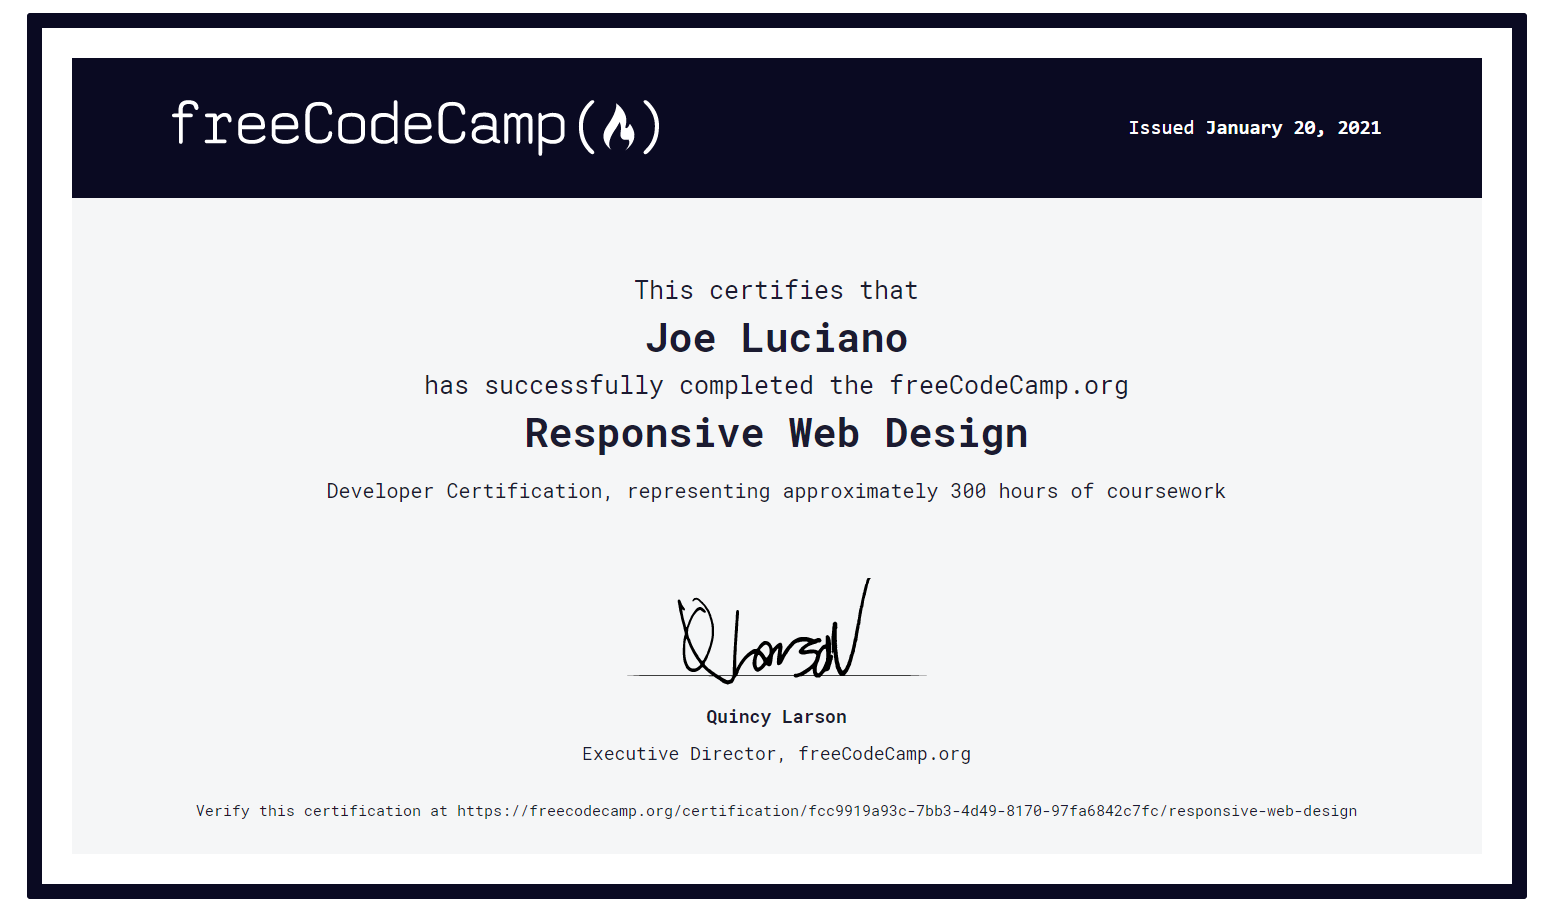 freeCodeCamp(🔥)
Issued January 20, 2021
This certifies that
Joe Luciano
has successfully completed the freeCodeCamp.org
Responsive Web Design
Developer Certification, representing approximately 300 hours of coursework
Q Larson
Quincy Larson
Executive Director, freeCodeCamp.org
Verify this certification at https://freecodecamp.org/certification/fcc9919a93c-7bb3-4d49-8170-97fa6842c7fc/responsive-web-design